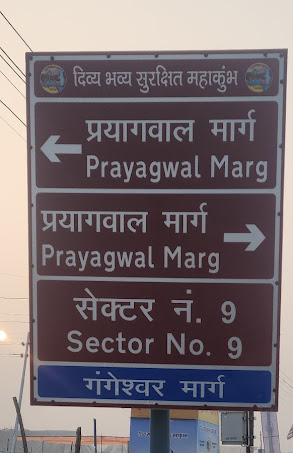 दिव्य भव्य सुरक्षित महाकुंभ
प्रयागवाल मार्ग
Prayagwal Marg
प्रयागवाल मार्ग
Prayagwal Marg
सेक्टर नं. 9
Sector No. 9
गंगेश्वर मार्ग